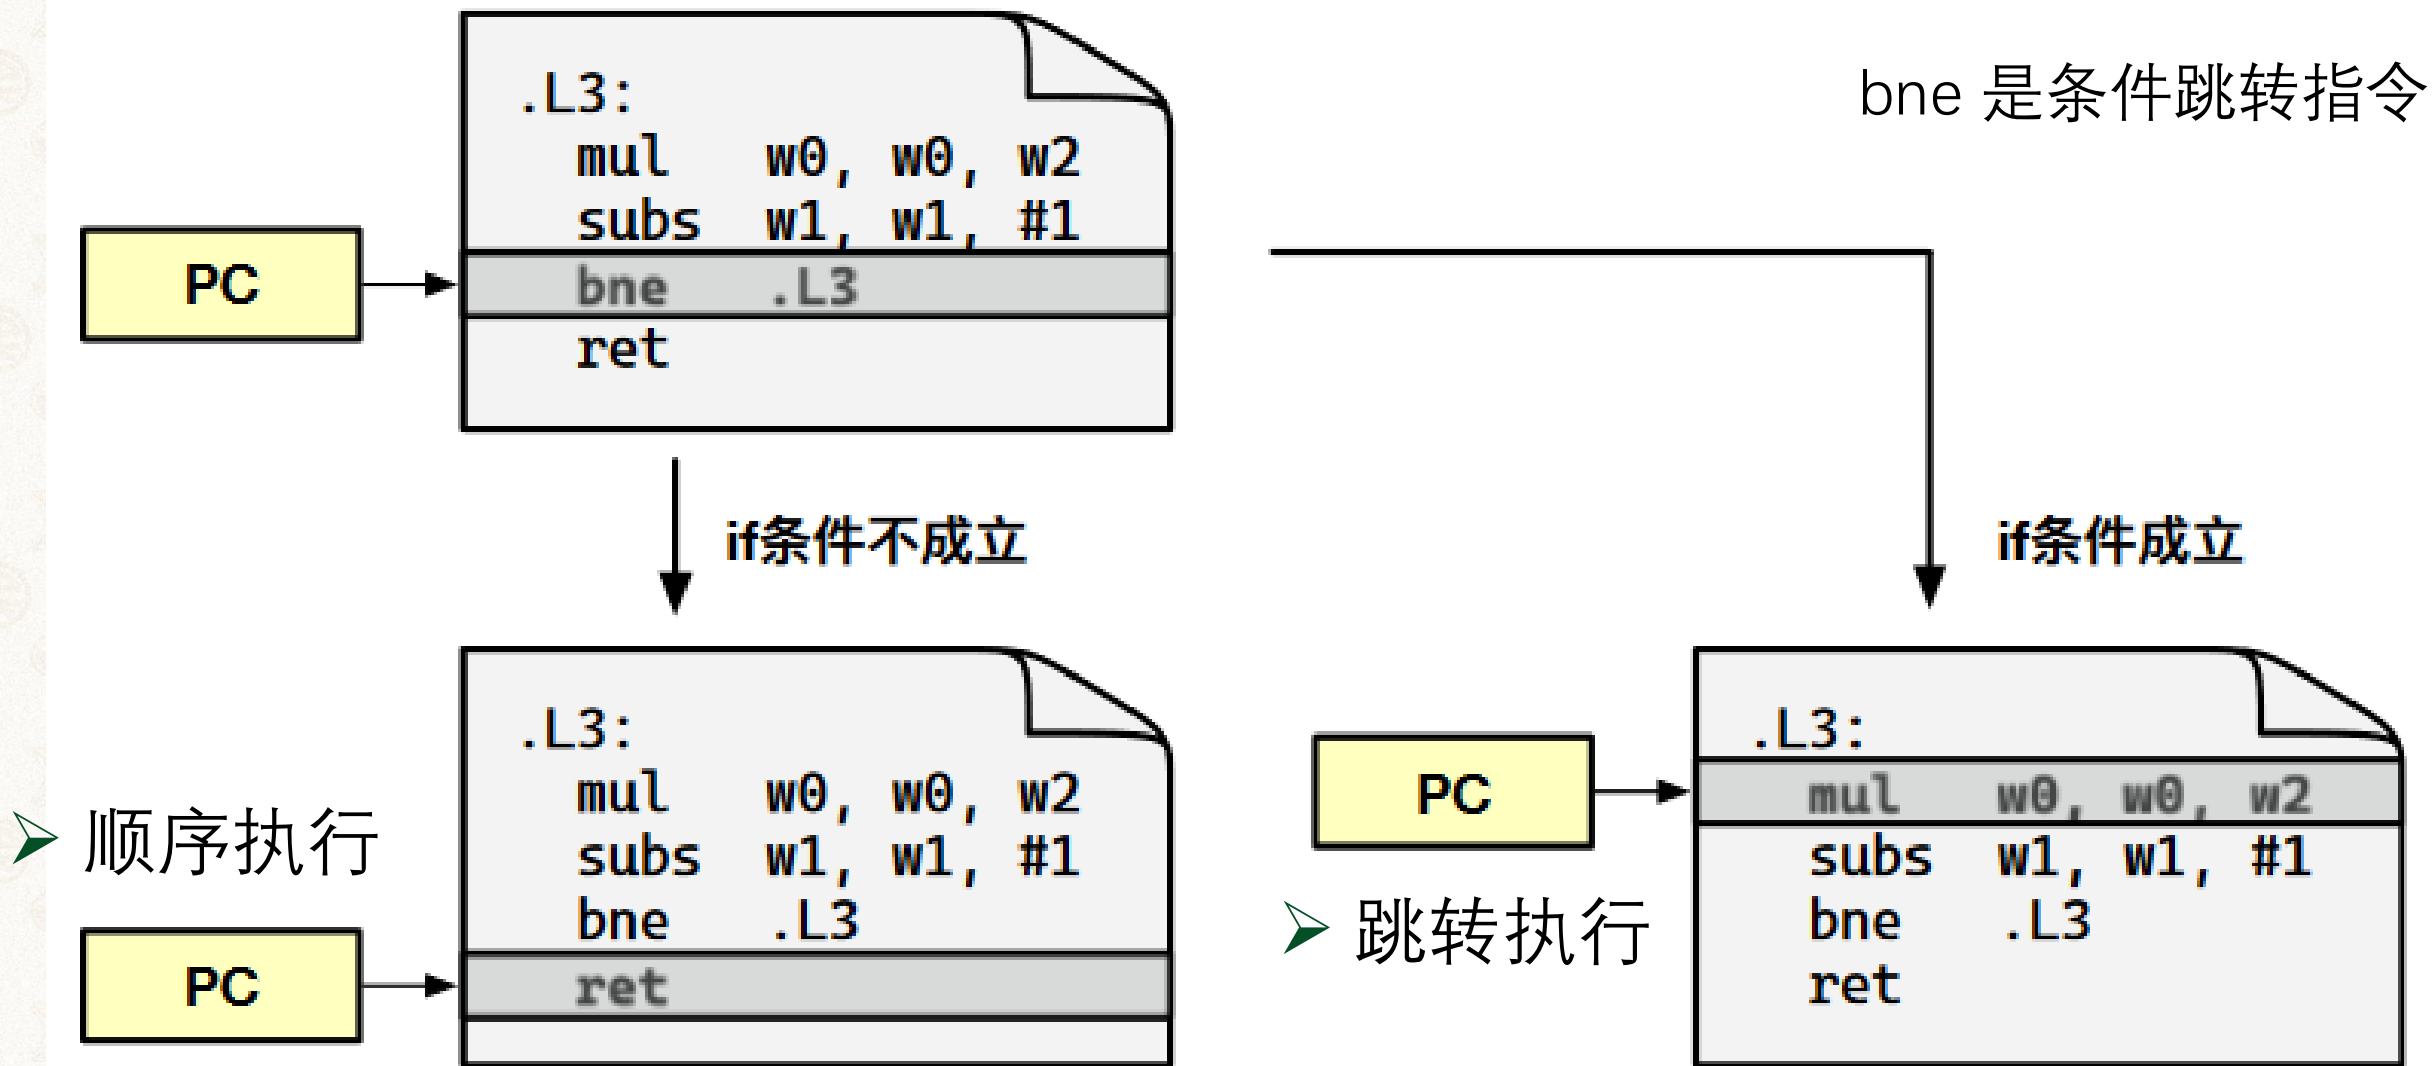 bne 是条件跳转指令
.L3:
mul w0, w0, w2
subs w1, w1, #1
bne .L3
ret
PC
if条件不成立
if条件成立
.L3:
mul w0, w0, w2
subs w1, w1, #1
bne .L3
ret
顺序执行
PC
.L3:
mul w0, w0, w2
subs w1, w1, #1
bne .L3
ret
PC
跳转执行